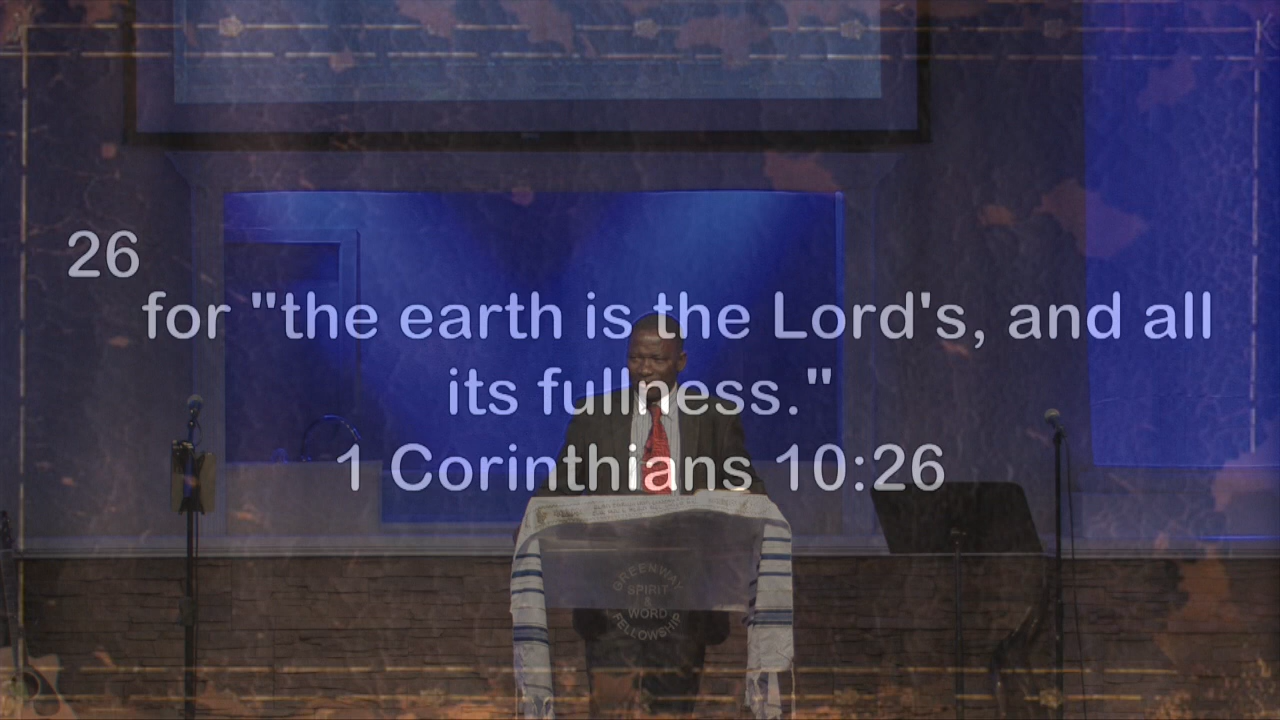 26
for "the earth is the Lord's, and all
its fullness."
1 Corinthians 10:26
GREENWAY
SPIRIT
&
WORD
FELLOWSHIP